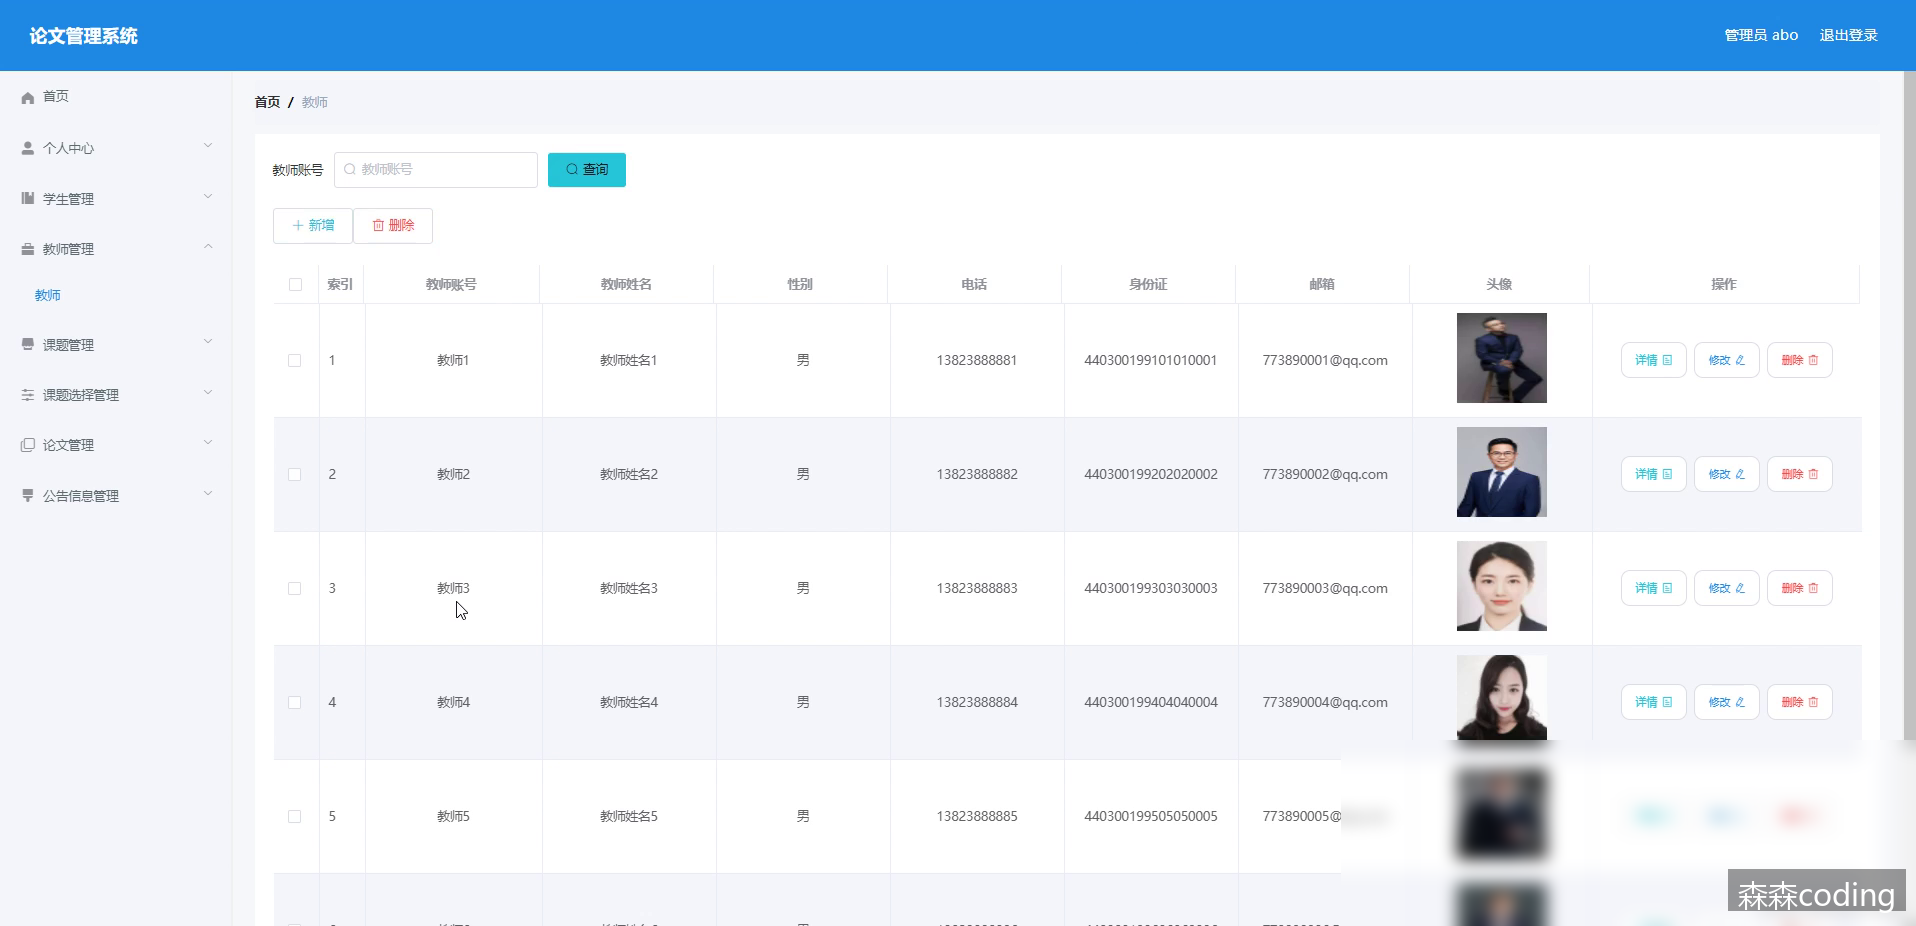 论文管理系统
管理员 abo 退出登录
首页
个人中心
学生管理
教师管理
教师
课题管理
课题选择管理
论文管理
公告信息管理
首页 / 教师
教师账号 教师账号 查询
新增 删除
索引 教师账号 教师姓名 性别 电话 身份证 邮箱 头像 操作
1 教师1 教师姓名1 男 13823888881 440300199101010001 773890001@qq.com 详情 修改 删除
2 教师2 教师姓名2 男 13823888882 440300199202020002 773890002@qq.com 详情 修改 删除
3 教师3 教师姓名3 男 13823888883 440300199303030003 773890003@qq.com 详情 修改 删除
4 教师4 教师姓名4 男 13823888884 440300199404040004 773890004@qq.com 详情 修改 删除
5 教师5 教师姓名5 男 13823888885 440300199505050005 773890005@
森森coding